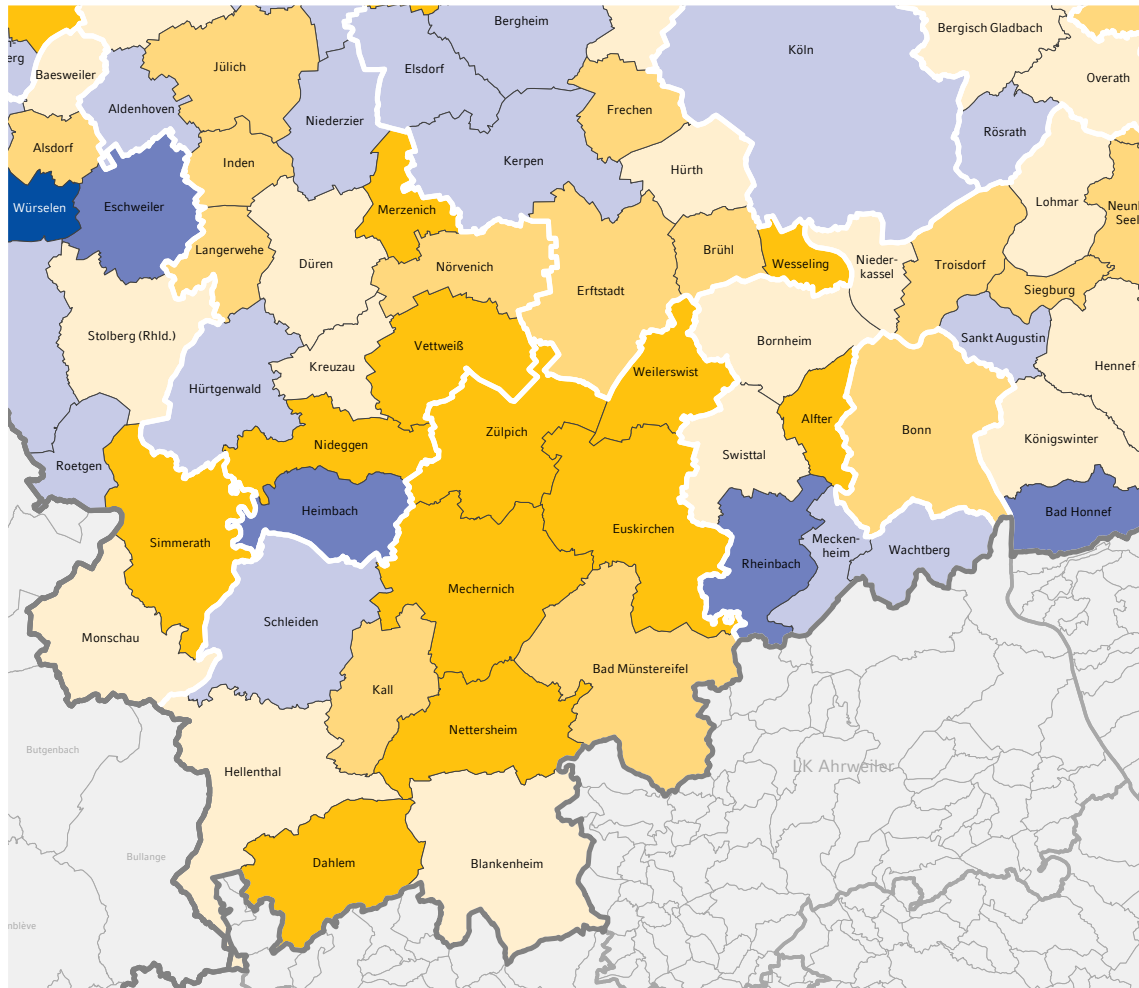 Bergheim
Bergisch Gladbach
Köln
erg
Baesweiler
Jülich
Elsdorf
Overath
Aldenhoven
Niederzier
Frechen
Rösrath
Alsdorf
Inden
Kerpen
Hürth
Würselen
Eschweiler
Merzenich
Lohmar
Neunk
Seel
Langerwehe
Düren
Nörvenich
Brühl
Wesseling
Nieder-
kassel
Troisdorf
Erftstadt
Siegburg
Stolberg (Rhld.)
Vettweiß
Bornheim
Sankt Augustin
Kreuzau
Weilerswist
Hennef
Hürtgenwald
Alfter
Zülpich
Bonn
Nideggen
Königswinter
Swisttal
Roetgen
Heimbach
Bad Honnef
Simmerath
Euskirchen
Mecken-
heim
Wachtberg
Rheinbach
Mechernich
Schleiden
Monschau
Bad Münstereifel
Kall
Nettersheim
Butgenbach
Hellenthal
LK Ahrweiler
Bullange
Dahlem
Blankenheim
mblève